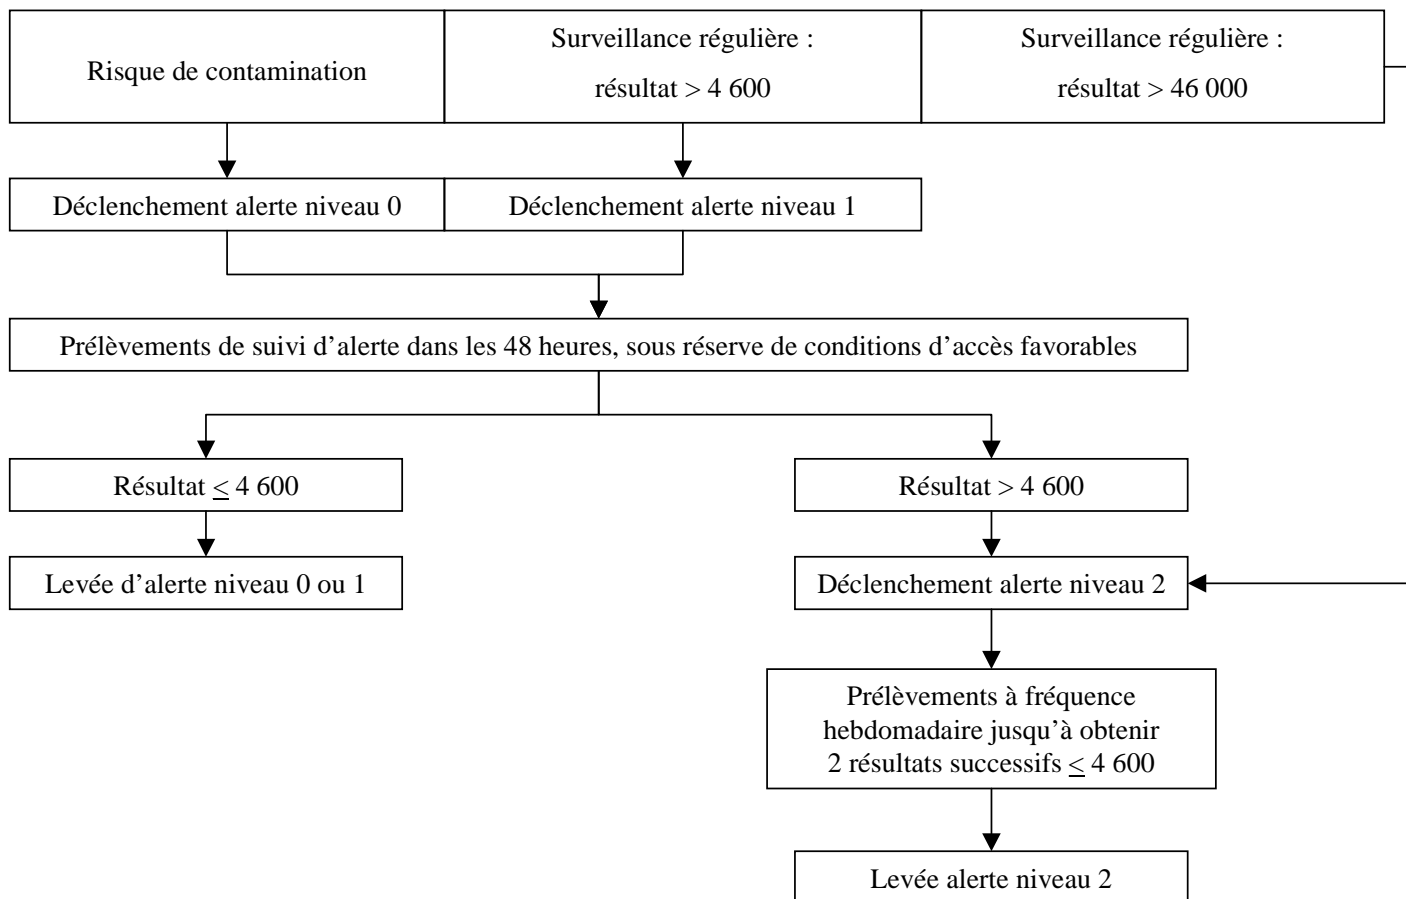 Risque de contamination
Surveillance régulière :
résultat > 4 600
Surveillance régulière :
résultat > 46 000
Déclenchement alerte niveau 0
Déclenchement alerte niveau 1
Prélèvements de suivi d’alerte dans les 48 heures, sous réserve de conditions d’accès favorables
Résultat ≤ 4 600
Résultat > 4 600
Levée d’alerte niveau 0 ou 1
Déclenchement alerte niveau 2
Prélèvements à fréquence
hebdomadaire jusqu’à obtenir
2 résultats successifs ≤ 4 600
Levée alerte niveau 2